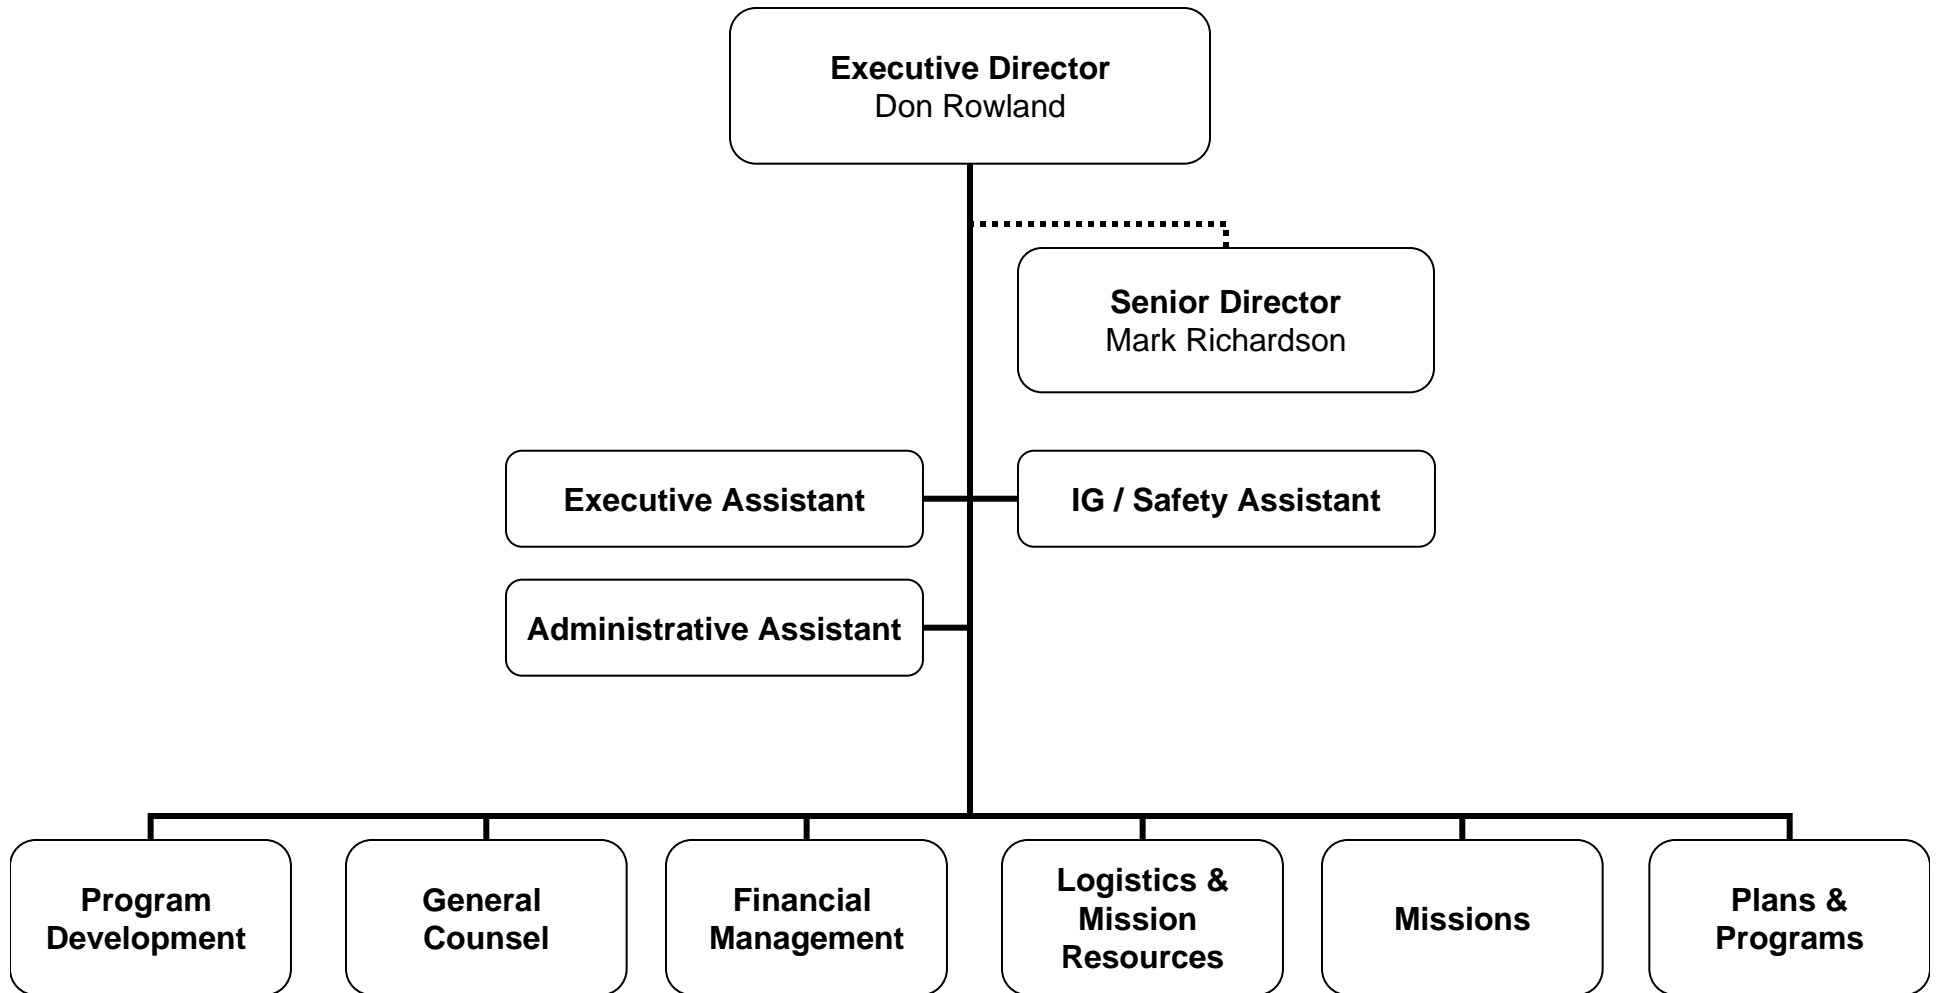 Executive Director
Don Rowland
Senior Director
Mark Richardson
Executive Assistant
IG / Safety Assistant
Administrative Assistant
Program
Development
General
Counsel
Financial
Management
Logistics &
Mission
Resources
Missions
Plans &
Programs